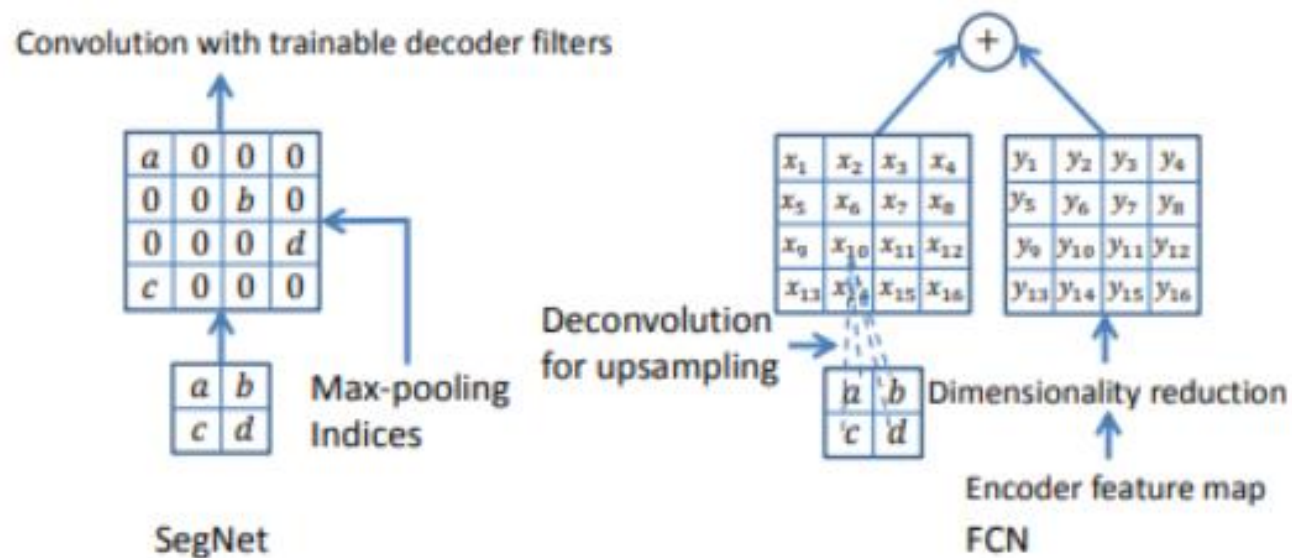 Convolution with trainable decoder filters
a 0 0 0
0 0 b 0
0 0 0 d
c 0 0 0
a b
c d
Max-pooling
Indices
SegNet
+
x₁ x₂ x₃ x₄
x₅ x₆ x₇ x₈
x₉ x₁₀ x₁₁ x₁₂
x₁₃ x₁₅ x₁₆
y₁ y₂ y₃ y₄
y₅ y₆ y₇ y₈
y₉ y₁₀ y₁₁ y₁₂
y₁₃ y₁₄ y₁₅ y₁₆
Deconvolution
for upsampling
a b
c d
Dimensionality reduction
Encoder feature map
FCN